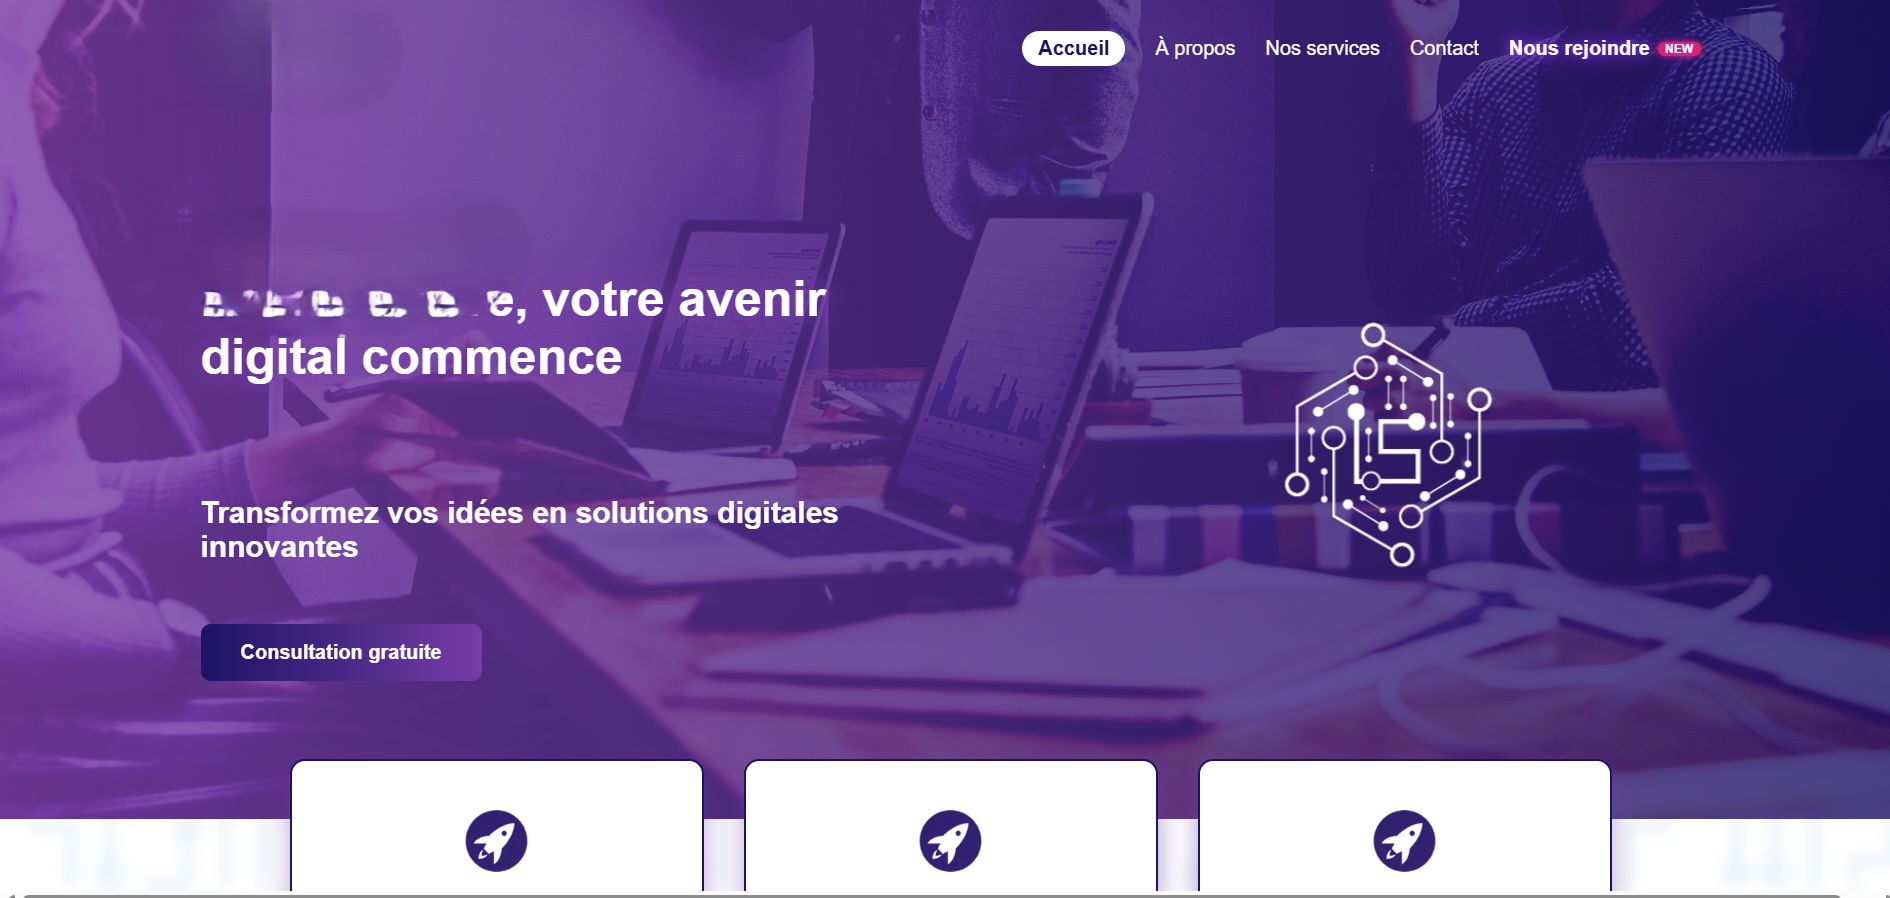 Accueil À propos Nos services Contact Nous rejoindre NEW
, votre avenir
digital commence
Transformez vos idées en solutions digitales
innovantes
Consultation gratuite